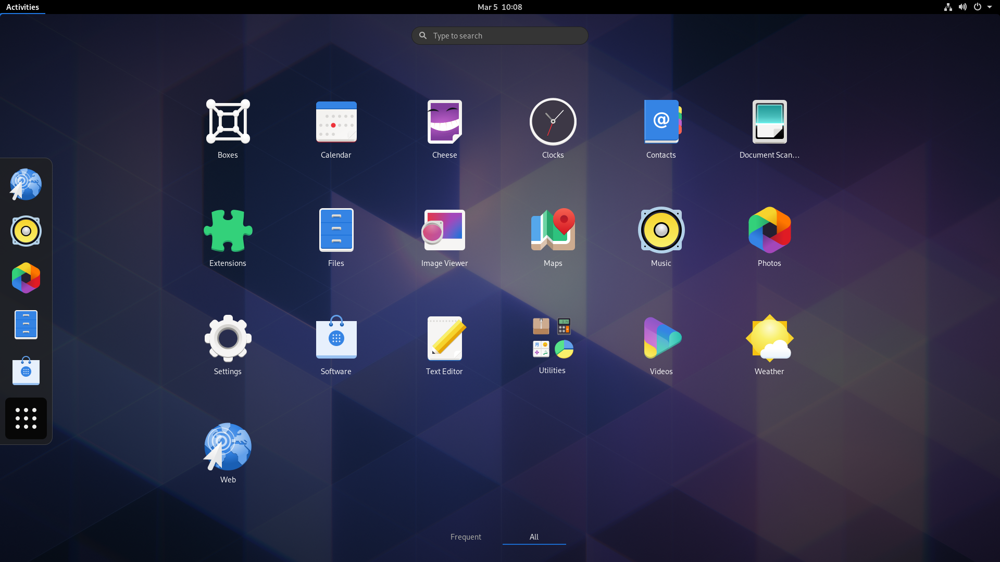 Activities
Mar 5 10:08
Type to search
Boxes
Calendar
Cheese
Clocks
Contacts
Document Scan…
@
Extensions
Files
Image Viewer
Maps
Music
Photos
Settings
Software
Text Editor
Utilities
Videos
Weather
Web
Frequent
All